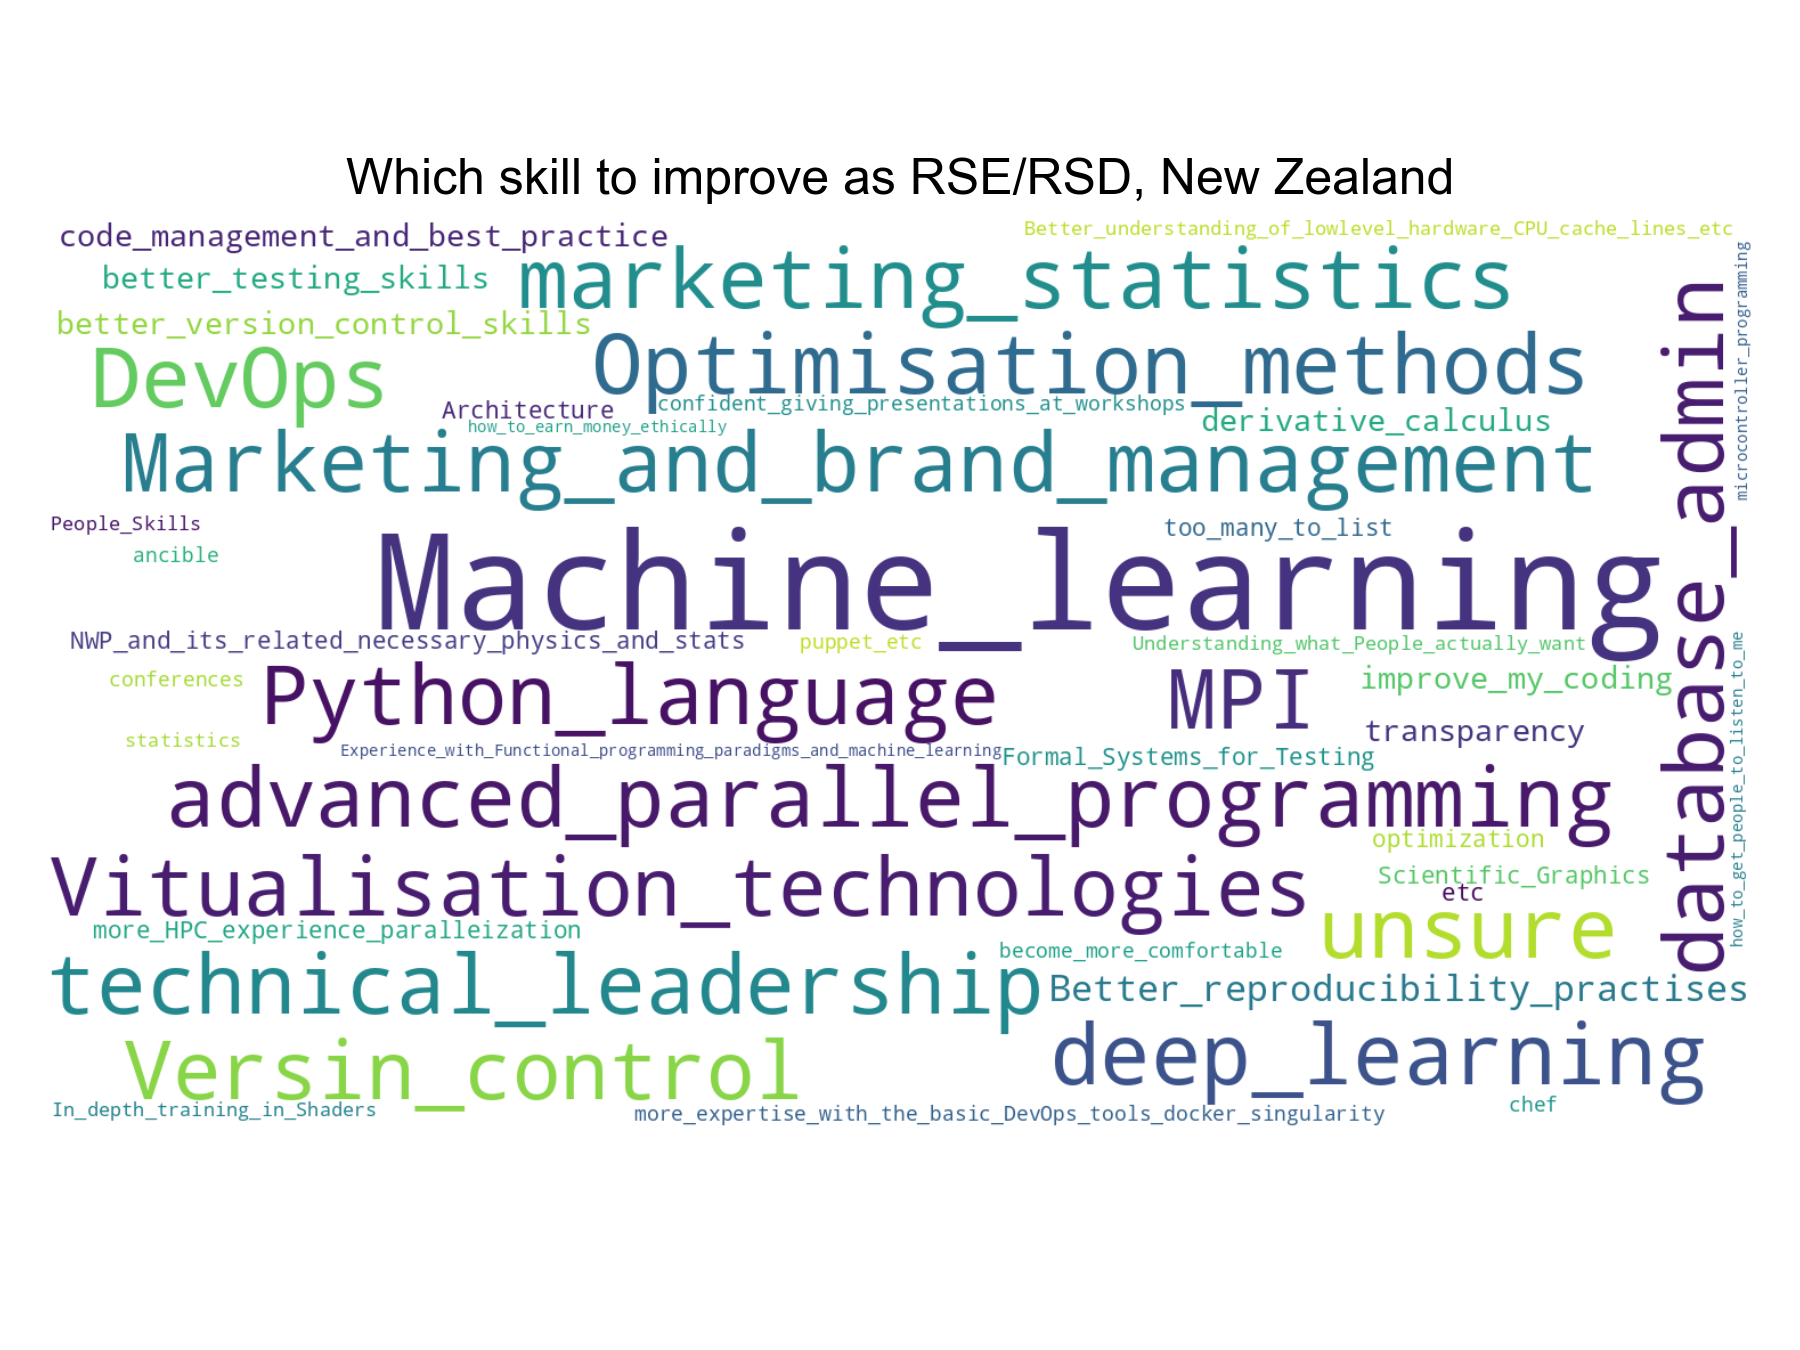 Which skill to improve as RSE/RSD, New Zealand
code_management_and_best_practice
Better_understanding_of_lowlevel_hardware_CPU_cache_lines_etc
better_testing_skills
marketing_statistics
better_version_control_skills
DevOps
Optimisation_methods
Architecture
confident_giving_presentations_at_workshops
how_to_earn_money_ethically
derivative_calculus
Marketing_and_brand_management
database_admin
microcontroller_programming
People_Skills
too_many_to_list
ancible
Machine_learning
NWP_and_its_related_necessary_physics_and_stats
puppet_etc
Understanding_what_People_actually_want
conferences
Python_language
MPI
improve_my_coding
transparency
statistics
Experience_with_Functional_programming_paradigms_and_machine_learning
Formal_Systems_for_Testing
how_to_get_people_to_listen_to_me
advanced_parallel_programming
optimization
Vitualisation_technologies
Scientific_Graphics
etc
unsure
more_HPC_experience_paralleization
become_more_comfortable
technical_leadership
Better_reproducibility_practises
Versin_control
deep_learning
In_depth_training_in_Shaders
more_expertise_with_the_basic_DevOps_tools_docker_singularity
chef